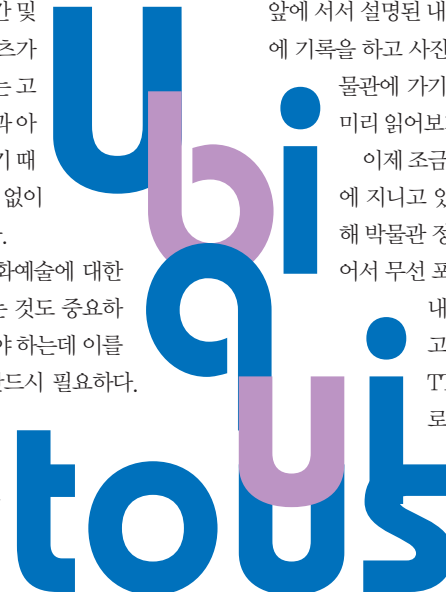 간 및
츠가
는 고
과 아
기 때
없이
.
화예술에 대한
는 것도 중요하
야 하는데 이를
반드시 필요하다.
앞에 서서 설명된 내
에 기록을 하고 사진
물관에 가기
미리 읽어보
이제 조금
에 지니고 있
해 박물관 정
어서 무선 포
내
고
로
ubiquitous